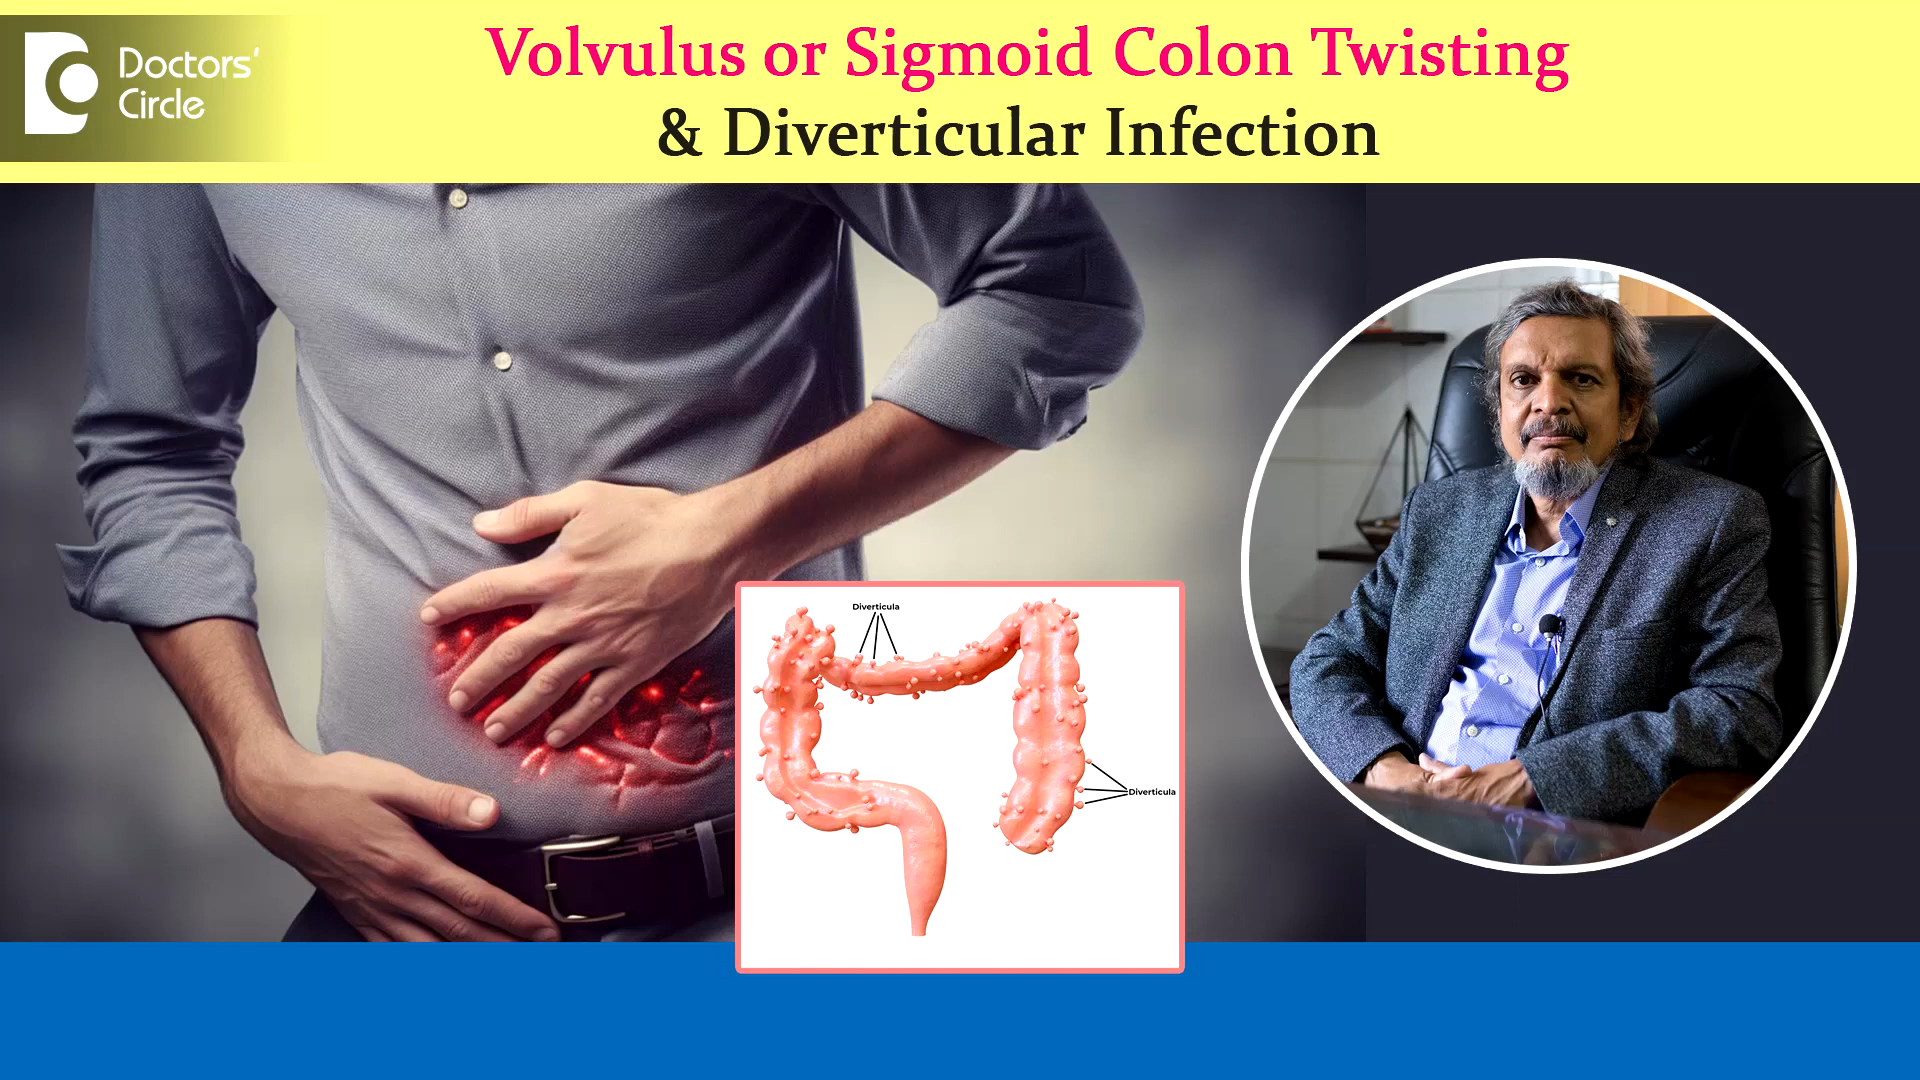 Doctors'
Circle
Volvulus or Sigmoid Colon Twisting
& Diverticular Infection
Diverticula
Diverticula